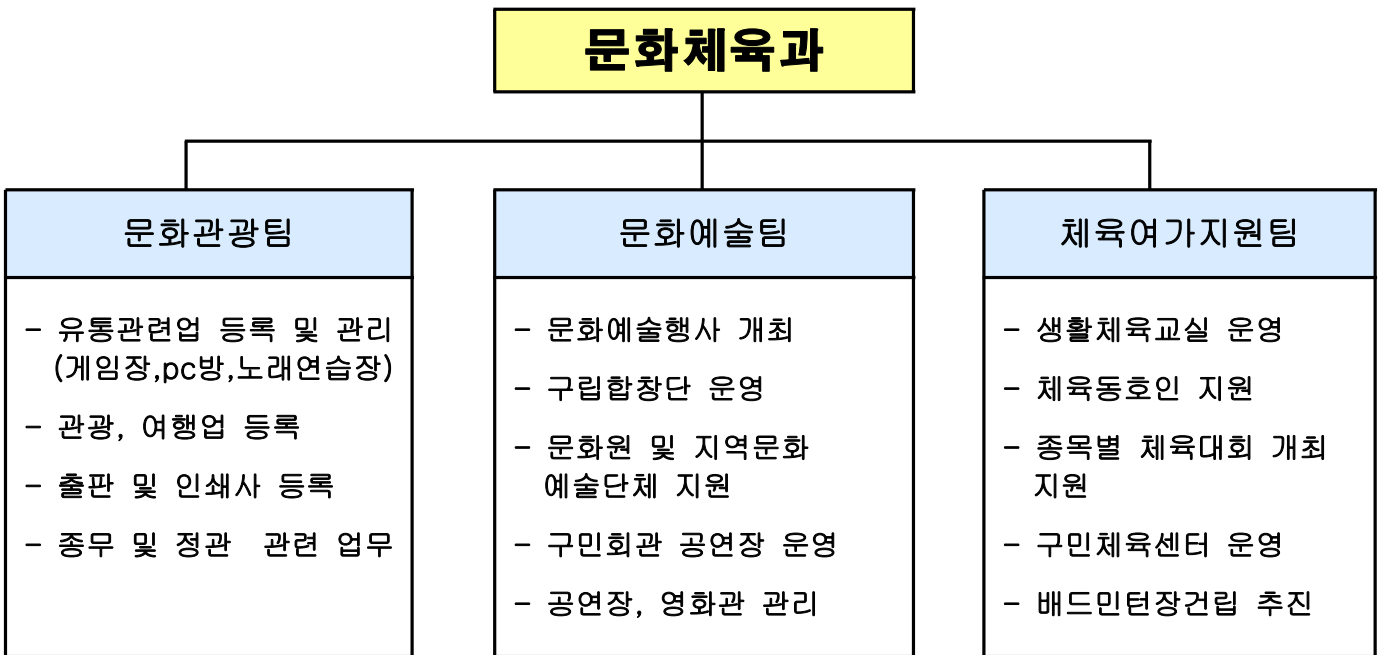 문화체육과
문화관광팀
- 유통관련업 등록 및 관리
(게임장,pc방,노래연습장)
- 관광, 여행업 등록
- 출판 및 인쇄사 등록
- 종무 및 정관 관련 업무
문화예술팀
- 문화예술행사 개최
- 구립합창단 운영
- 문화원 및 지역문화
예술단체 지원
- 구민회관 공연장 운영
- 공연장, 영화관 관리
체육여가지원팀
- 생활체육교실 운영
- 체육동호인 지원
- 종목별 체육대회 개최
지원
- 구민체육센터 운영
- 배드민턴장건립 추진